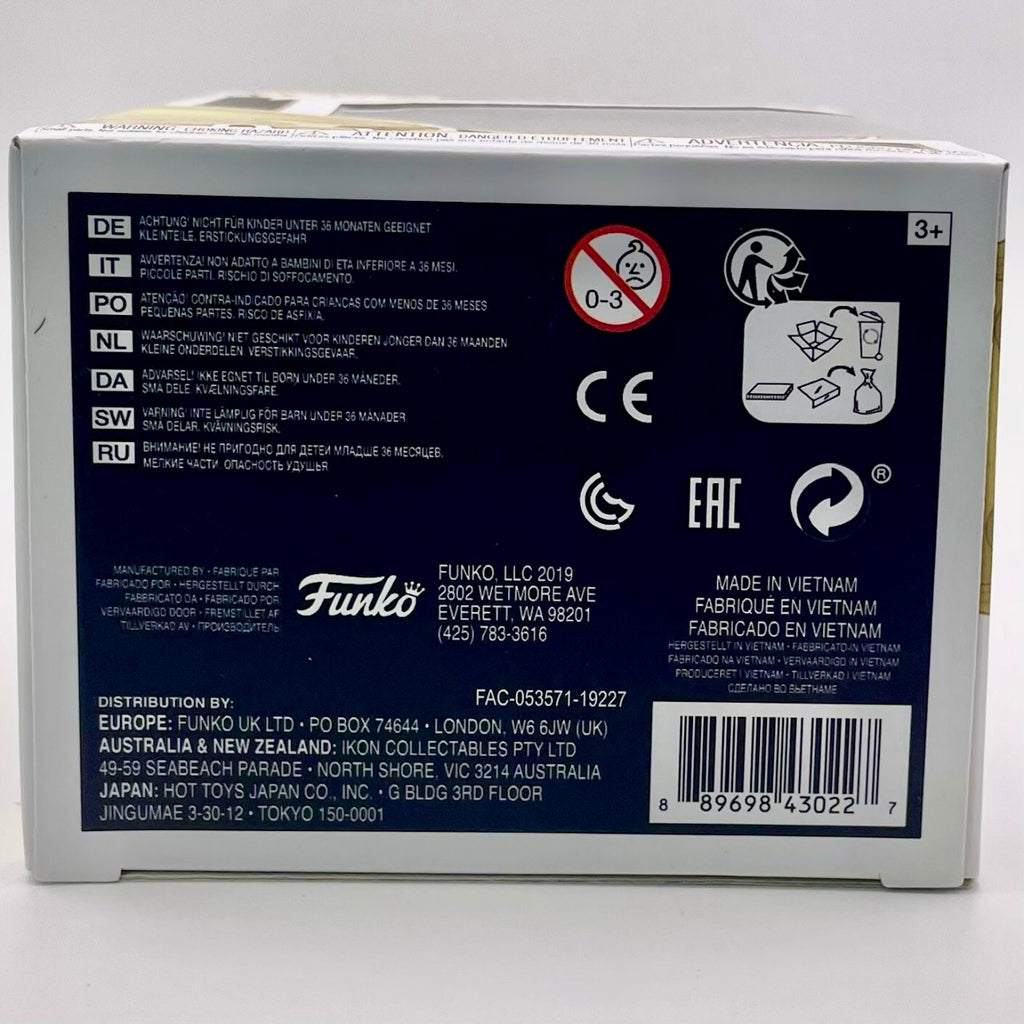 WARNING: CHOKING HAZARD
ATTENTION: DANGER D'ÉTOUFFEMENT
ADVERTENCIA:
3+
DE ACHTUNG! NICHT FÜR KINDER UNTER 36 MONATEN GEEIGNET
KLEINTEILE. ERSTICKUNGSGEFAHR
IT AVVERTENZA! NON ADATTO A BAMBINI DI ETA INFERIORE A 36 MESI.
PICCOLE PARTI. RISCHIO DI SOFFOCAMENTO.
PO ATENCAO! CONTRA-INDICADO PARA CRIANCAS COM MENOS DE 36 MESES
PEQUENAS PARTES. RISCO DE ASFIXIA.
NL WAARSCHUWING! NIET GESCHIKT VOOR KINDEREN JONGER DAN 36 MAANDEN
KLEINE ONDERDELEN. VERSTIKKINGSGEVAAR.
DA ADVARSEL! IKKE EGNET TIL BØRN UNDER 36 MÅNEDER.
SMA DELE. KVÆLNINGSFARE.
SW VARNING! INTE LÄMPLIG FÖR BARN UNDER 36 MÅNADER
SMÅ DELAR. KVÄVNINGSRISK.
RU ВНИМАНИЕ! НЕ ПРИГОДНО ДЛЯ ДЕТЕЙ МЛАДШЕ 36 МЕСЯЦЕВ.
МЕЛКИЕ ЧАСТИ. ОПАСНОСТЬ УДУШЬЯ
0-3
CE
EAC
®
MANUFACTURED BY • FABRIQUE PAR
FABRICADO POR • HERGESTELLT DURCH
FABBRICATO DA • FABRICADO POR
VERVAARDIGD DOOR • FREMSTILLET AF
TILLVERKAD AV • ПРОИЗВОДИТЕЛЬ
Funko
FUNKO, LLC 2019
2802 WETMORE AVE
EVERETT, WA 98201
(425) 783-3616
MADE IN VIETNAM
FABRIQUÉ EN VIETNAM
FABRICADO EN VIETNAM
HERGESTELLT IN VIETNAM • FABBRICATO IN VIETNAM
FABRICADO NA VIETNAM • VERVAARDIGD IN VIETNAM
PRODUCERET I VIETNAM • TILLVERKAD I VIETNAM
СДЕЛАНО ВО ВЬЕТНАМЕ
FAC-053571-19227
DISTRIBUTION BY:
EUROPE: FUNKO UK LTD • PO BOX 74644 • LONDON, W6 6JW (UK)
AUSTRALIA & NEW ZEALAND: IKON COLLECTABLES PTY LTD
49-59 SEABEACH PARADE • NORTH SHORE, VIC 3214 AUSTRALIA
JAPAN: HOT TOYS JAPAN CO., INC. • G BLDG 3RD FLOOR
JINGUMAE 3-30-12 • TOKYO 150-0001
8 89698 43022 7